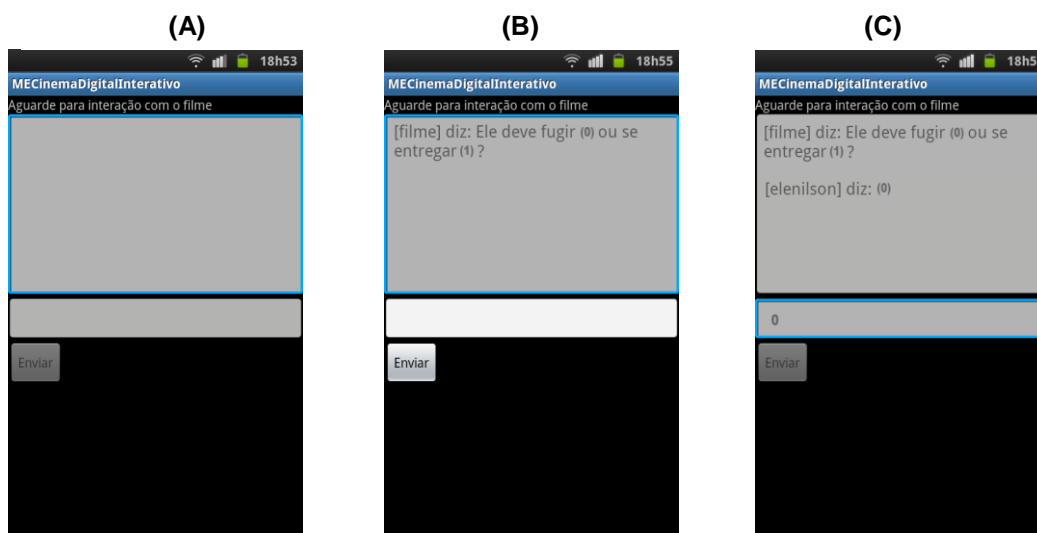 (A)
18h53
MECinemaDigitalInterativo
Aguarde para interação com o filme
Enviar
(B)
18h55
MECinemaDigitalInterativo
Aguarde para interação com o filme
[filme] diz: Ele deve fugir (0) ou se
entregar (1) ?
Enviar
(C)
18h5
MECinemaDigitalInterativo
Aguarde para interação com o filme
[filme] diz: Ele deve fugir (0) ou se
entregar (1) ?
[elenilson] diz: (0)
0
Enviar